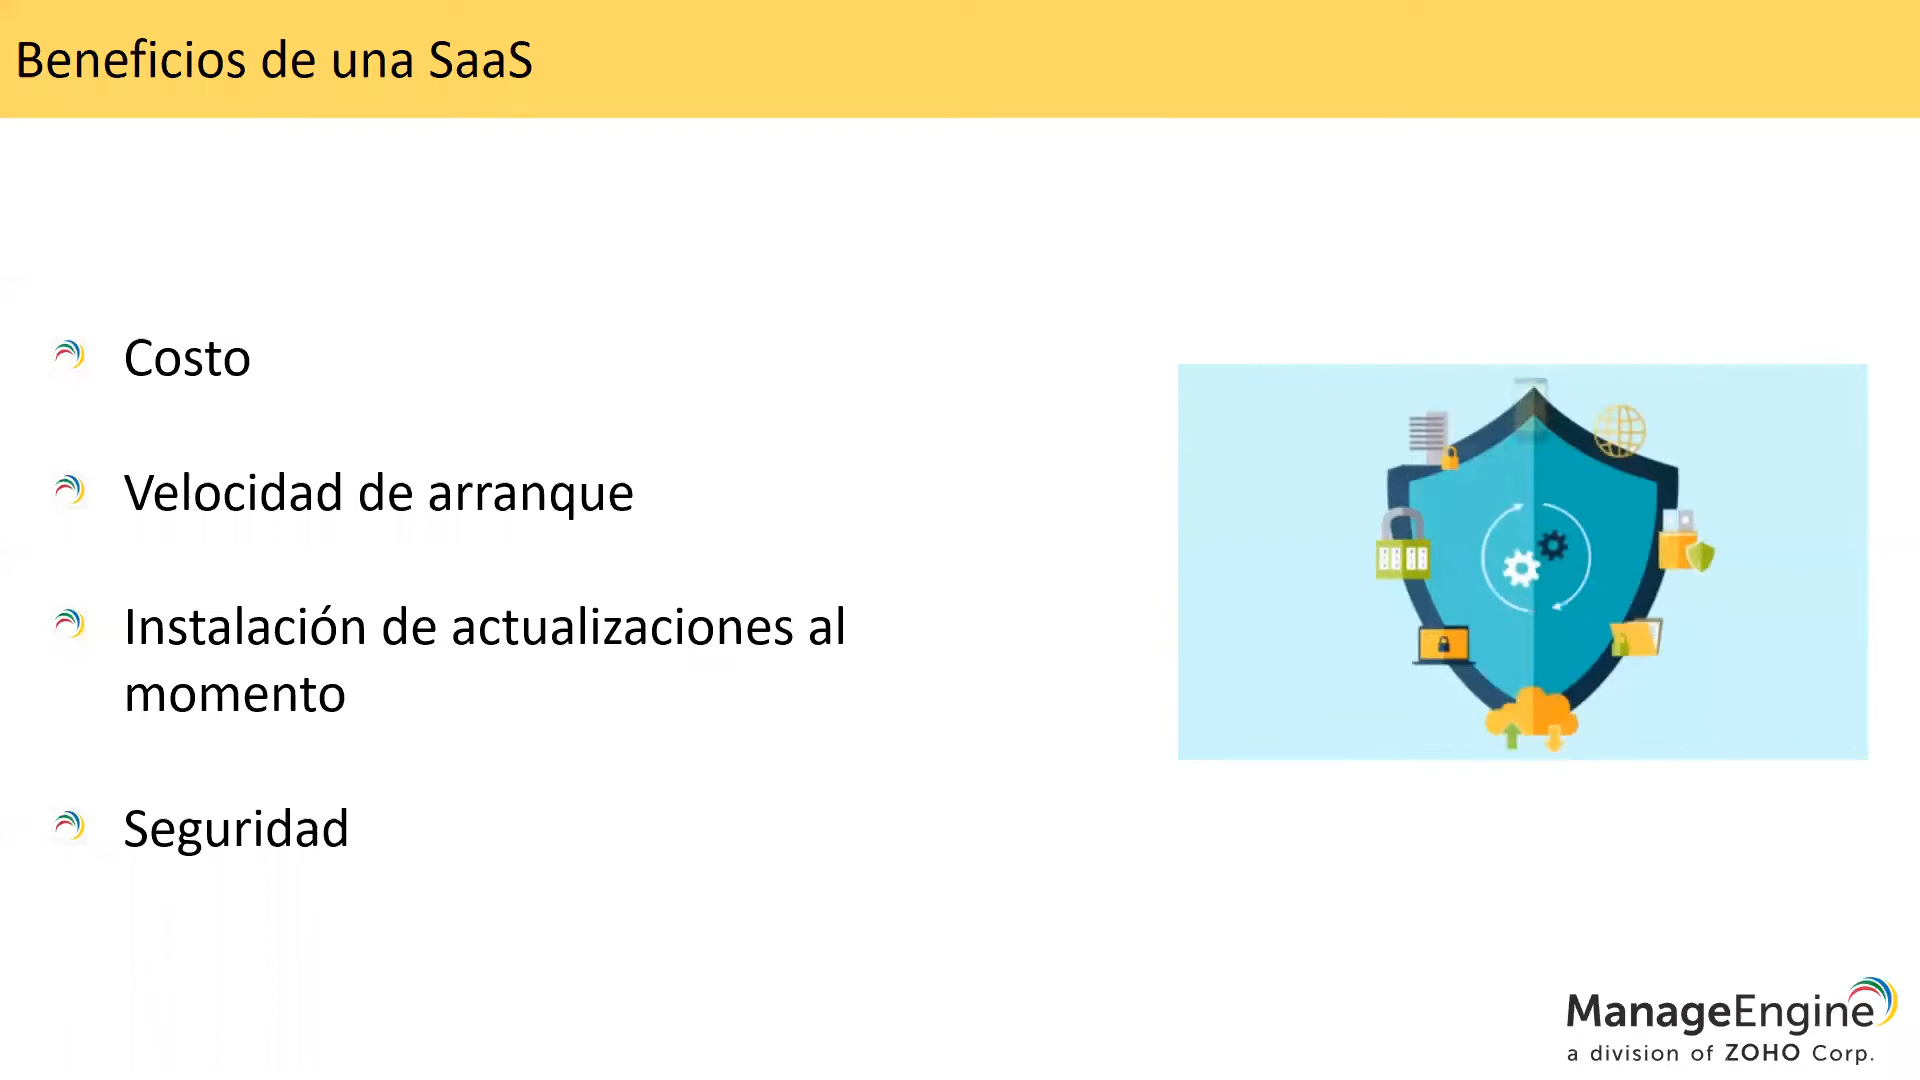 Beneficios de una SaaS
Costo
Velocidad de arranque
Instalación de actualizaciones al
momento
Seguridad
ManageEngine
a division of ZOHO Corp.